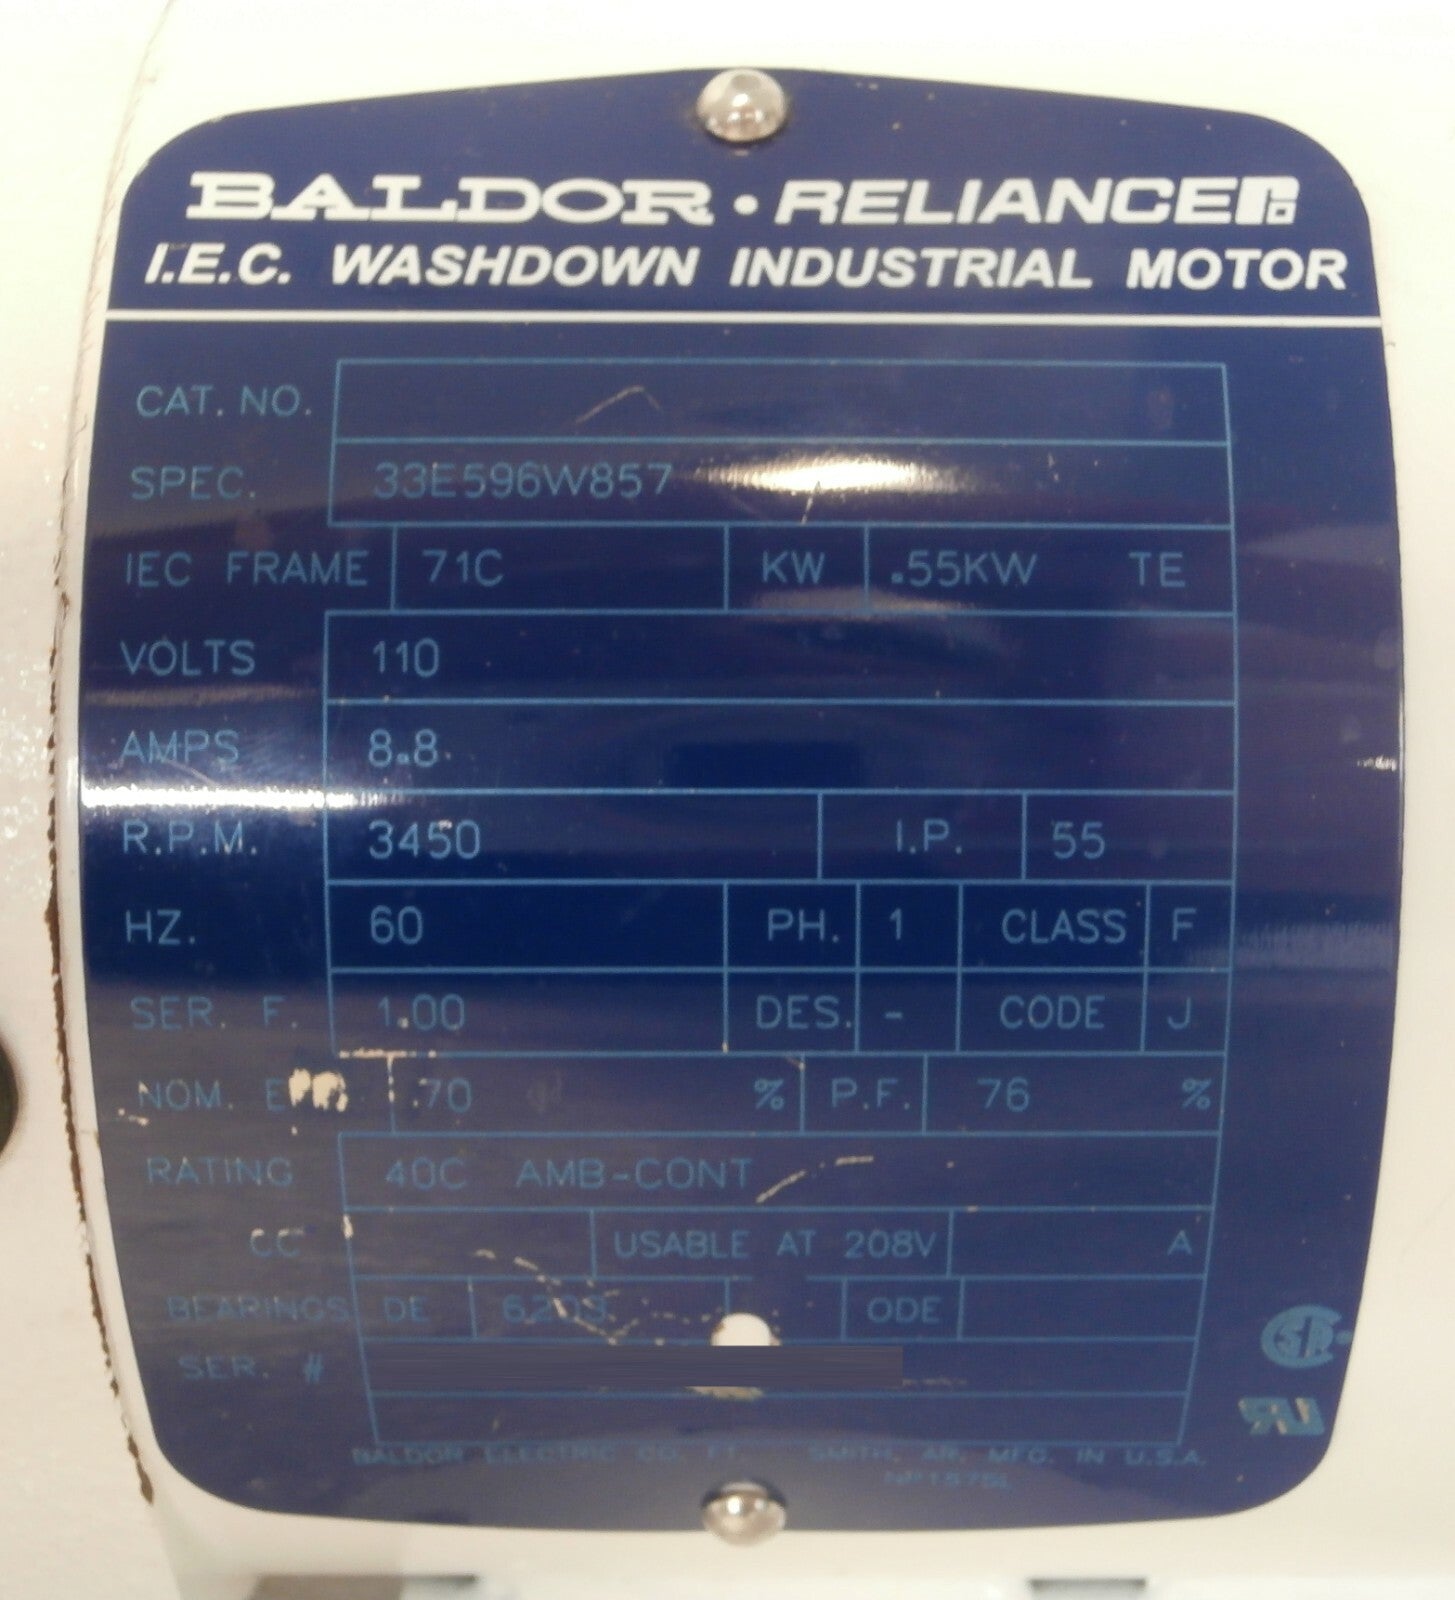 BALDOR • RELIANCE
I.E.C. WASHDOWN INDUSTRIAL MOTOR
CAT. NO.
SPEC. 33E596W857
IEC FRAME 71C KW .55KW TE
VOLTS 110
AMPS 8.8
R.P.M. 3450 I.P. 55
HZ. 60 PH. 1 CLASS F
SER. F. 1.00 DES. - CODE J
NOM. 70 % P.F. 76 %
RATING 40C AMB-CONT
CC USABLE AT 208V A
BEARINGS DE 6203 ODE
SER. #
BALDOR ELECTRIC CO. FT. SMITH, AR. MFG. IN U.S.A.